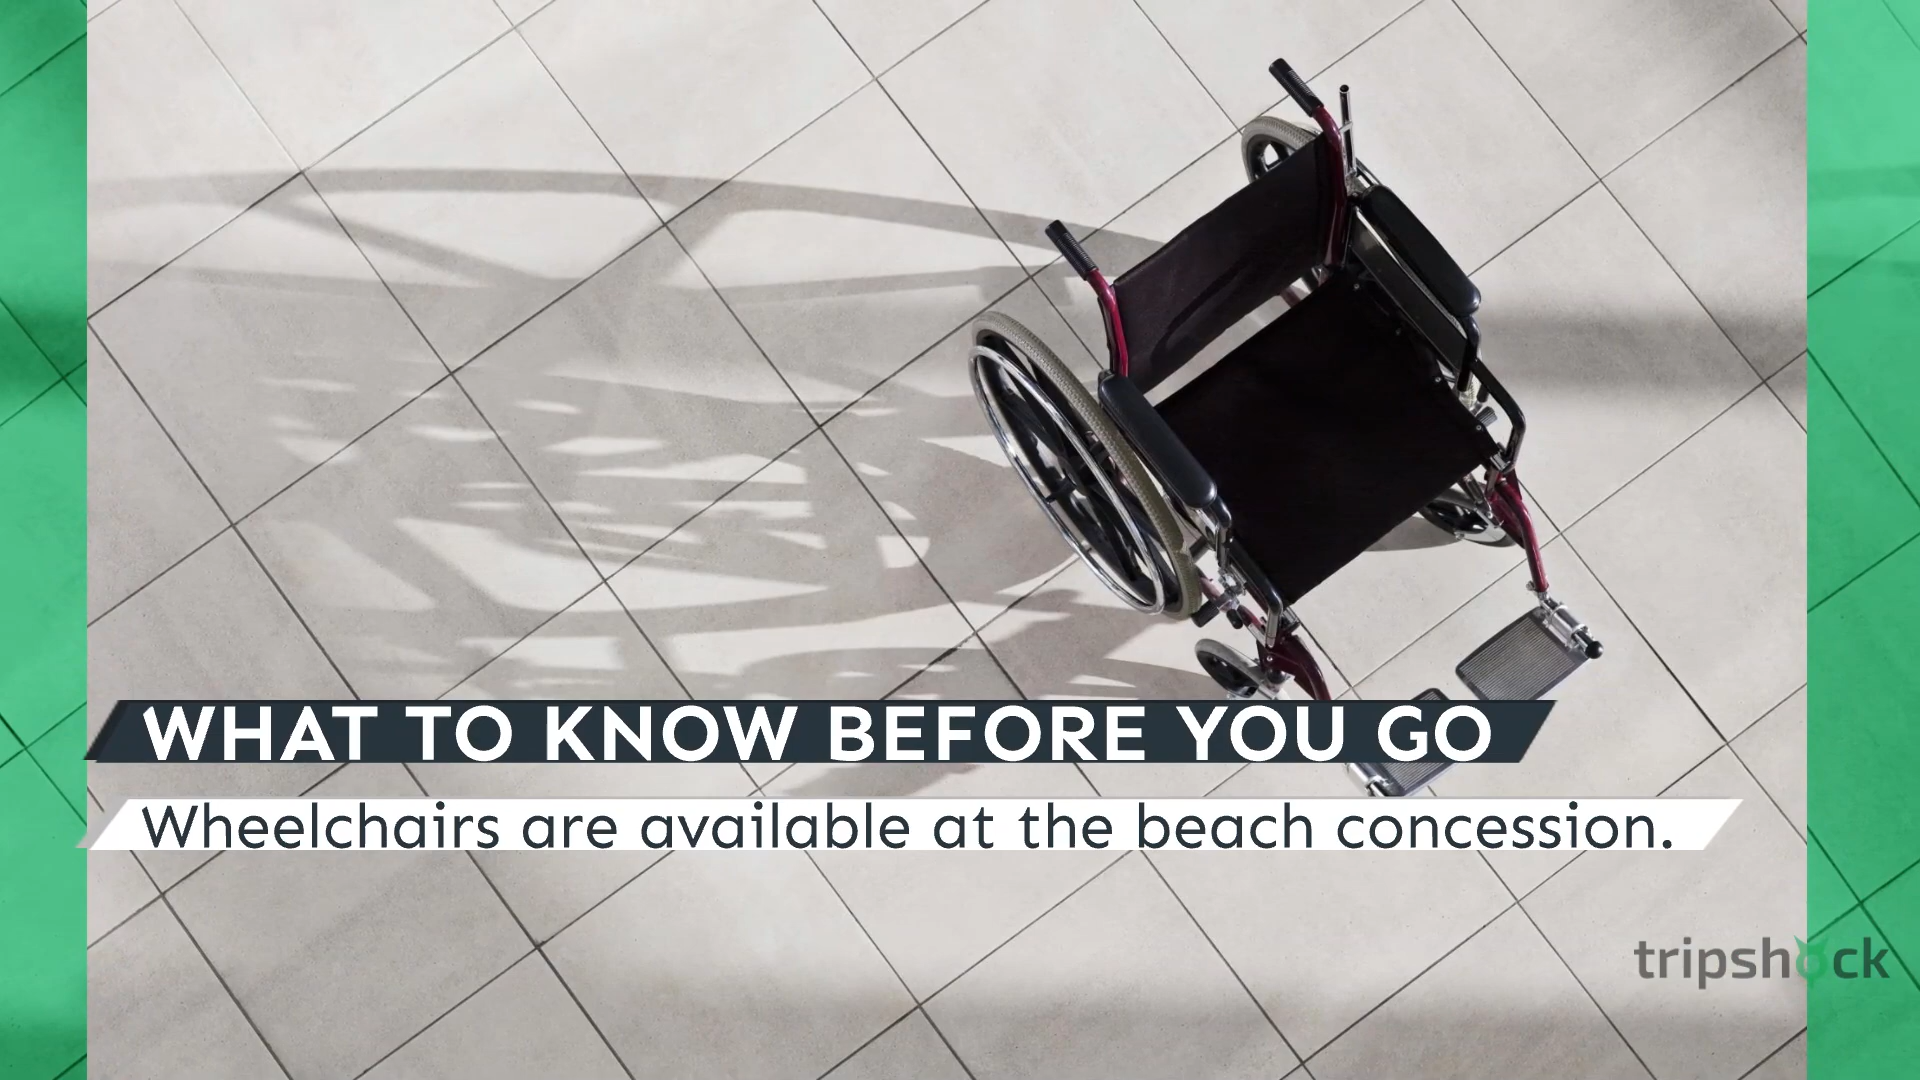 WHAT TO KNOW BEFORE YOU GO
Wheelchairs are available at the beach concession.
tripshock